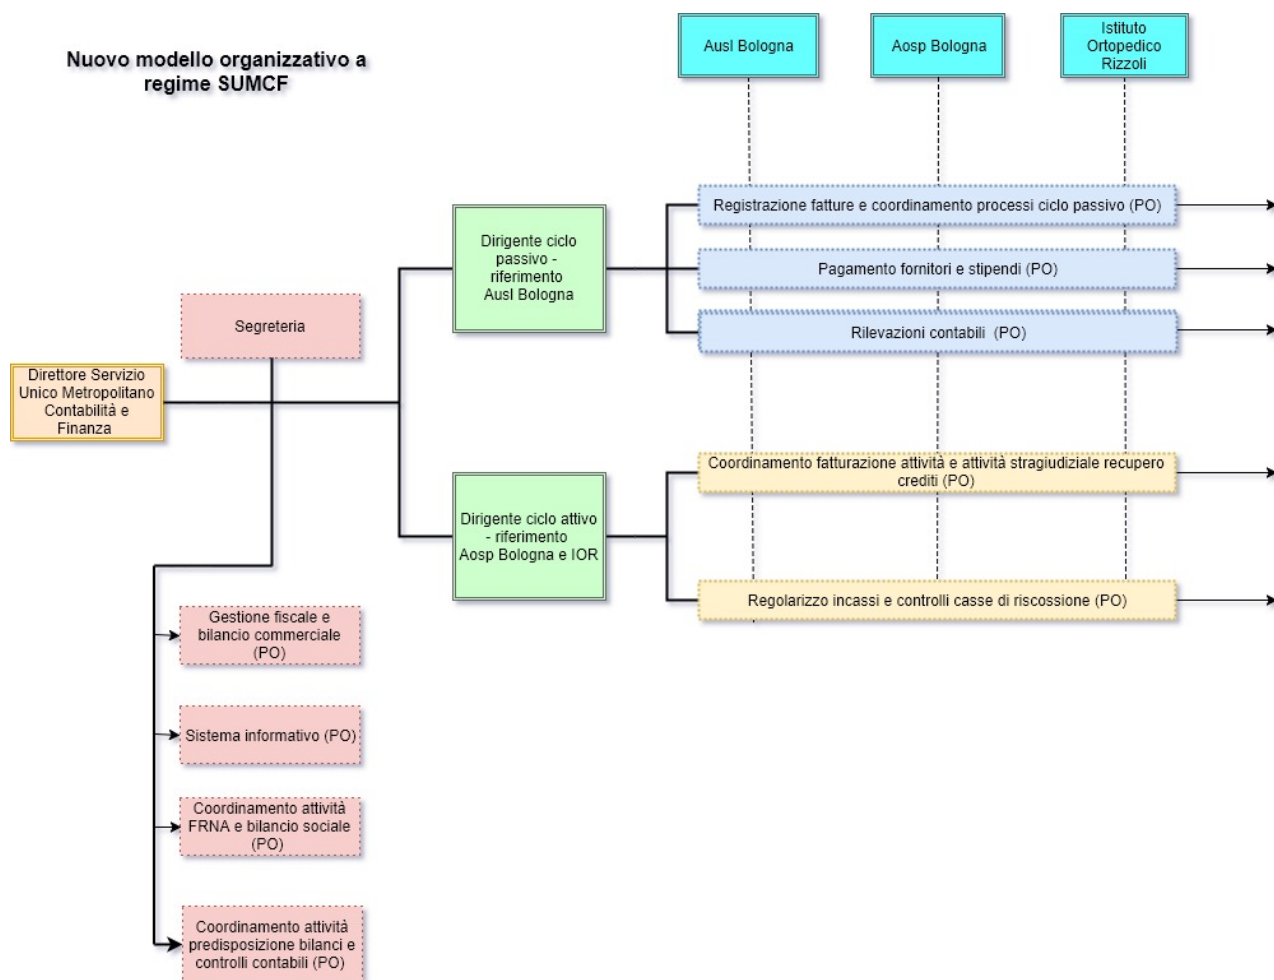 Nuovo modello organizzativo a
regime SUMCF
Ausl Bologna
Aosp Bologna
Istituto
Ortopedico
Rizzoli
Registrazione fatture e coordinamento processi ciclo passivo (PO)
Dirigente ciclo
passivo -
riferimento
Ausl Bologna
Pagamento fornitori e stipendi (PO)
Rilevazioni contabili (PO)
Segreteria
Direttore Servizio
Unico Metropolitano
Contabilità e
Finanza
Coordinamento fatturazione attività e attività stragiudiziale recupero
crediti (PO)
Dirigente ciclo attivo
- riferimento
Aosp Bologna e IOR
Regolarizzo incassi e controlli casse di riscossione (PO)
Gestione fiscale e
bilancio commerciale
(PO)
Sistema informativo (PO)
Coordinamento attività
FRNA e bilancio sociale
(PO)
Coordinamento attività
predisposizione bilanci e
controlli contabili (PO)